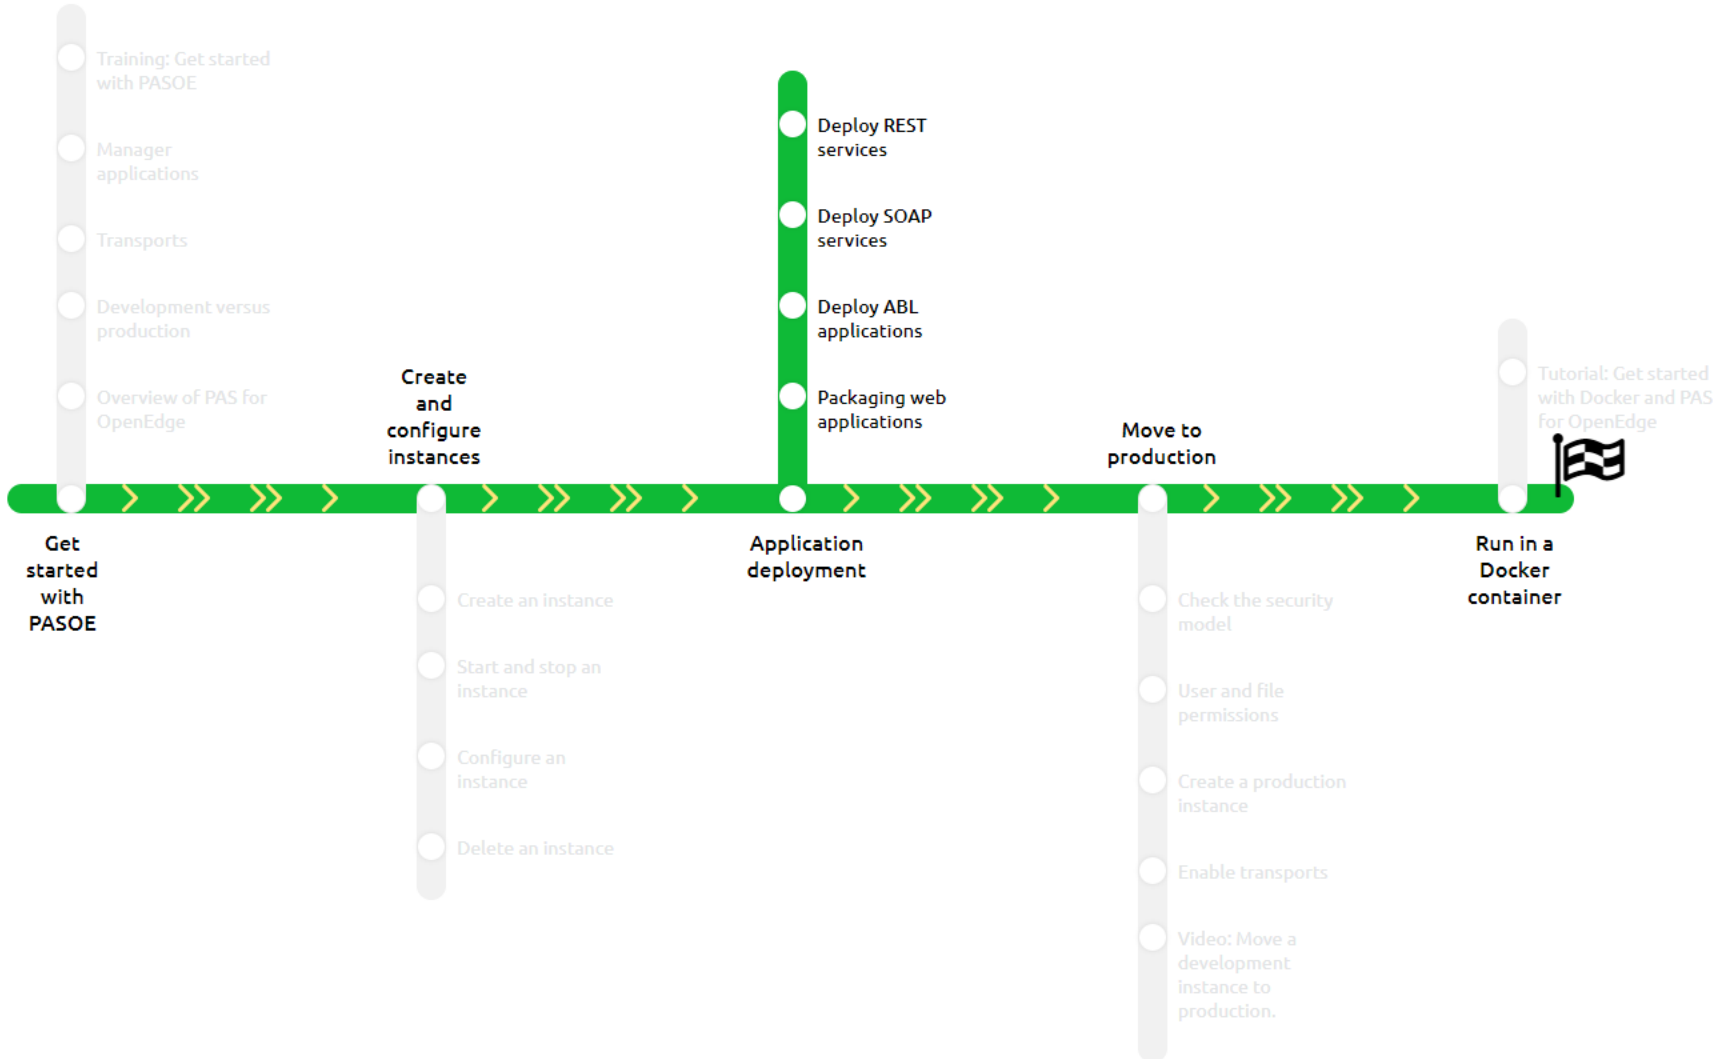 Training: Get started
with PASOE
Manager
applications
Transports
Development versus
production
Overview of PAS for
OpenEdge
Get
started
with
PASOE
Create
and
configure
instances
Create an instance
Start and stop an
instance
Configure an
instance
Delete an instance
Deploy REST
services
Deploy SOAP
services
Deploy ABL
applications
Packaging web
applications
Application
deployment
Move to
production
Check the security
model
User and file
permissions
Create a production
instance
Enable transports
Video: Move a
development
instance to
production.
Tutorial: Get started
with Docker and PAS
for OpenEdge
Run in a
Docker
container